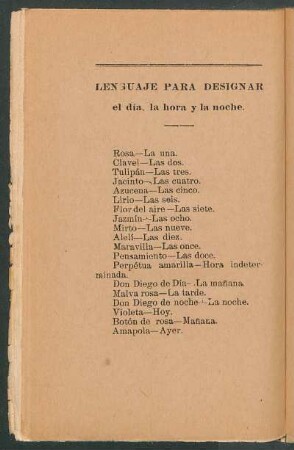 LENGUAJE PARA DESIGNAR
el día, la hora y la noche.
Rosa—La una.
Clavel—Las dos.
Tulipán—Las tres.
Jacinto—Las cuatro.
Azucena—Las cinco.
Lirio—Las seis.
Flor del aire—Las siete.
Jazmín—Las ocho.
Mirto—Las nueve.
Alelí—Las diez.
Maravilla—Las once.
Pensamiento—Las doce.
Perpétua amarilla—Hora indeter-
minada.
Don Diego de Día—La mañana
Malva rosa—La tarde.
Don Diego de noche—La noche.
Violeta—Hoy.
Botón de rosa—Mañana.
Amapola—Ayer.